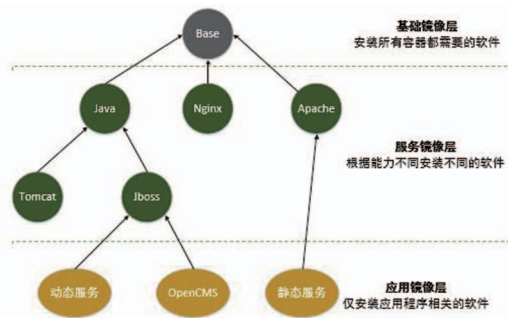 Base
基础镜像层
安装所有容器都需要的软件
Java
Nginx
Apache
服务镜像层
根据能力不同安装不同的软件
Tomcat
Jboss
动态服务
OpenCMS
静态服务
应用镜像层
仅安装应用程序相关的软件